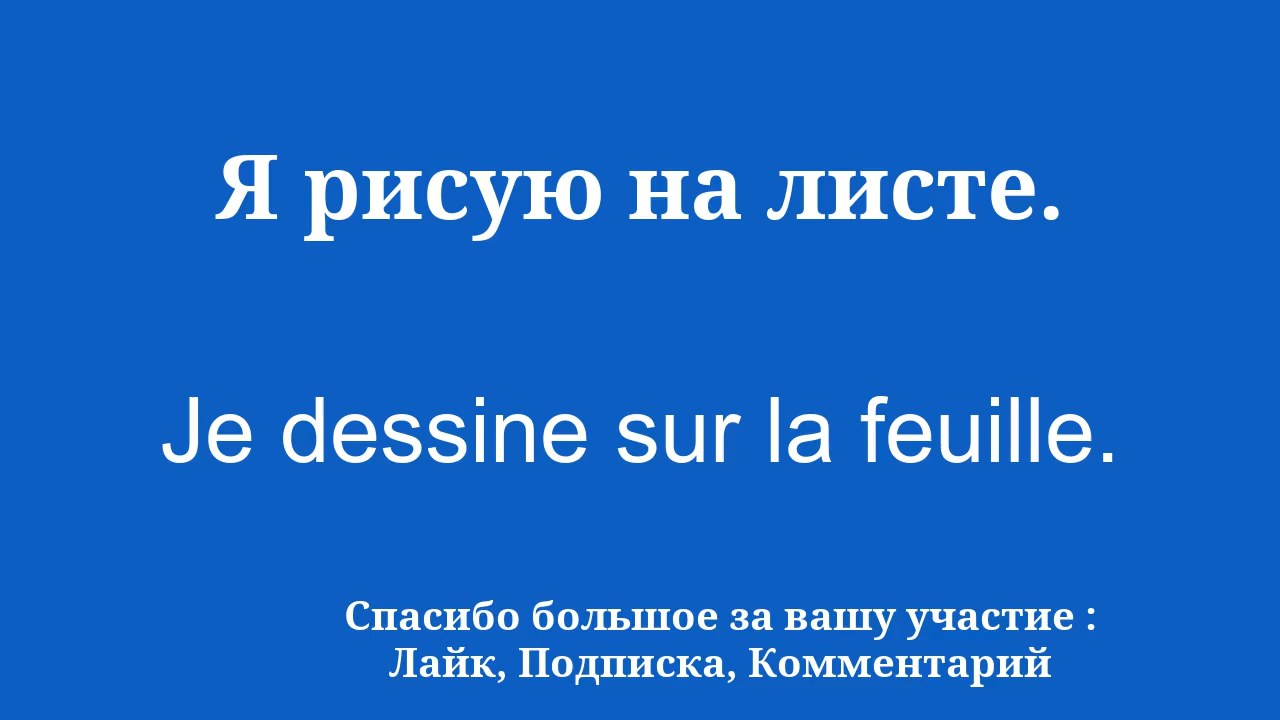 Я рисую на листе.
Je dessine sur la feuille.
Спасибо большое за вашу участие :
Лайк, Подписка, Комментарий